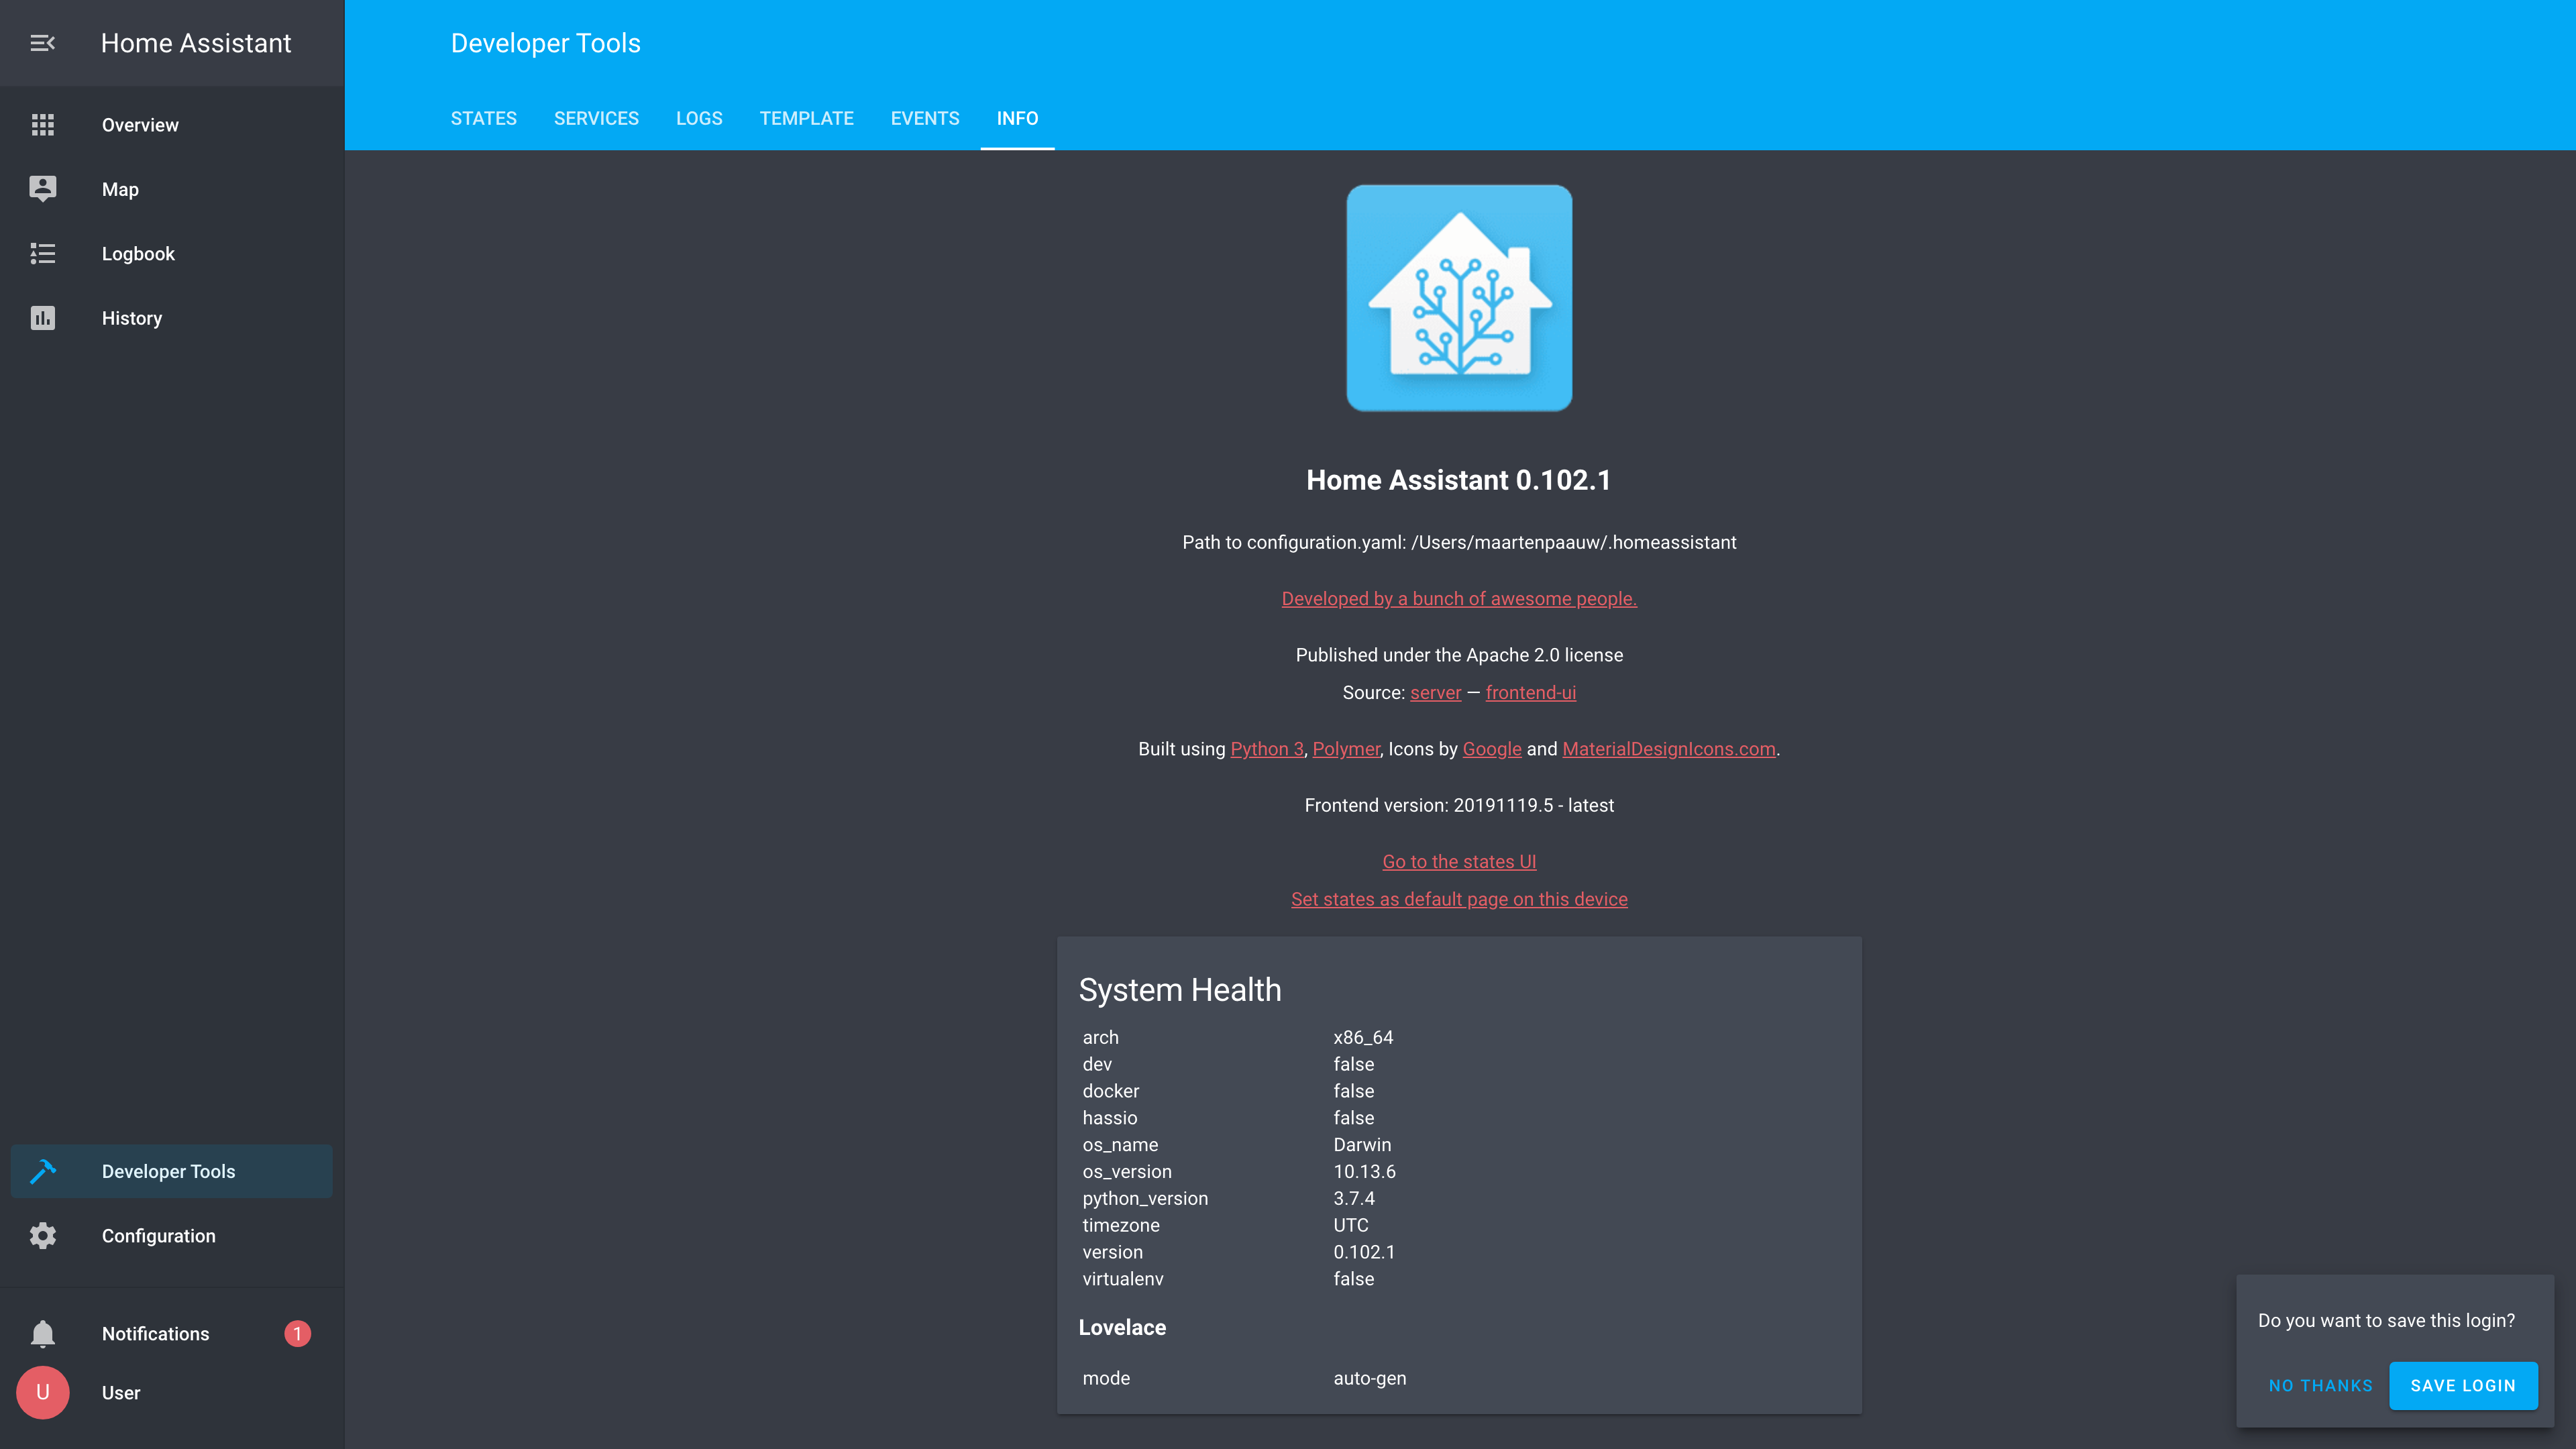 Home Assistant
Overview
Map
Logbook
History
Developer Tools
Configuration
Notifications 1
U User
Developer Tools
STATES SERVICES LOGS TEMPLATE EVENTS INFO
Home Assistant 0.102.1
Path to configuration.yaml: /Users/maartenpaauw/.homeassistant
Developed by a bunch of awesome people.
Published under the Apache 2.0 license
Source: server — frontend-ui
Built using Python 3, Polymer, Icons by Google and MaterialDesignIcons.com.
Frontend version: 20191119.5 - latest
Go to the states UI
Set states as default page on this device
System Health
arch x86_64
dev false
docker false
hassio false
os_name Darwin
os_version 10.13.6
python_version 3.7.4
timezone UTC
version 0.102.1
virtualenv false
Lovelace
mode auto-gen
Do you want to save this login?
NO THANKS SAVE LOGIN